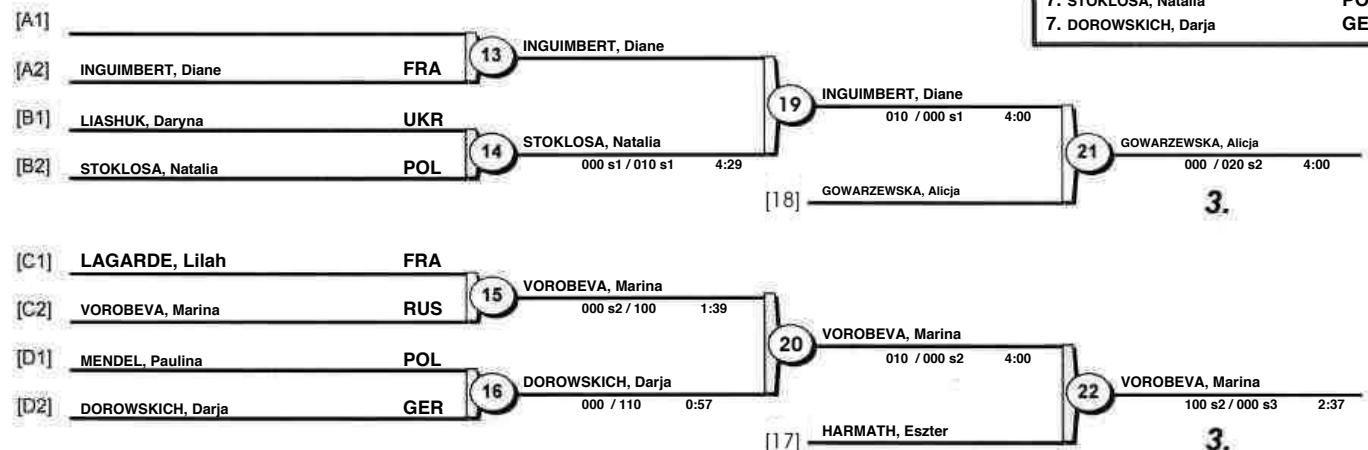 7. STOKLOSA, Natalia PO
7. DOROWSKICH, Darja GE
[A1]
[A2] INGUIMBERT, Diane FRA
13 INGUIMBERT, Diane
[B1] LIASHUK, Daryna UKR
[B2] STOKLOSA, Natalia POL
14 STOKLOSA, Natalia
000 s1 / 010 s1 4:29
19 INGUIMBERT, Diane
010 / 000 s1 4:00
[18] GOWARZEWSKA, Alicja
21 GOWARZEWSKA, Alicja
000 / 020 s2 4:00
3.
[C1] LAGARDE, Lilah FRA
[C2] VOROBEVA, Marina RUS
15 VOROBEVA, Marina
000 s2 / 100 1:39
[D1] MENDEL, Paulina POL
[D2] DOROWSKICH, Darja GER
16 DOROWSKICH, Darja
000 / 110 0:57
20 VOROBEVA, Marina
010 / 000 s2 4:00
[17] HARMATH, Eszter
22 VOROBEVA, Marina
100 s2 / 000 s3 2:37
3.